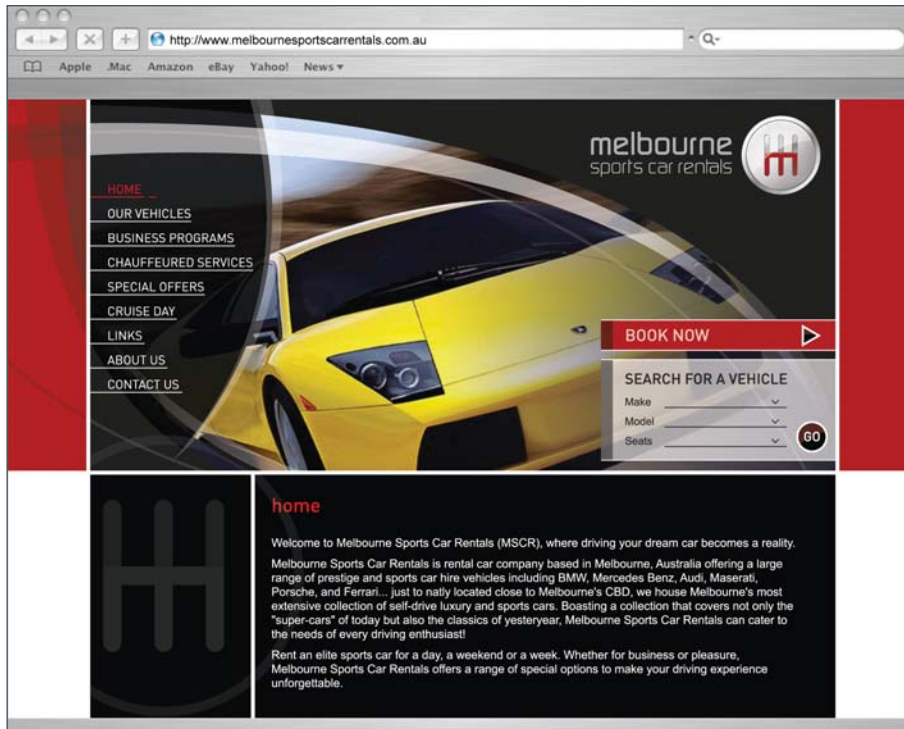 http://www.melbournesportscarrentals.com.au
Q
Apple .Mac Amazon eBay Yahoo! News
melbourne
sports car rentals
HOME
OUR VEHICLES
BUSINESS PROGRAMS
CHAUFFEURED SERVICES
SPECIAL OFFERS
CRUISE DAY
LINKS
ABOUT US
CONTACT US
BOOK NOW
SEARCH FOR A VEHICLE
Make
Model
Seats
GO
home
Welcome to Melbourne Sports Car Rentals (MSCR), where driving your dream car becomes a reality.
Melbourne Sports Car Rentals is rental car company based in Melbourne, Australia offering a large
range of prestige and sports car hire vehicles including BMW, Mercedes Benz, Audi, Maserati,
Porsche, and Ferrari... just to natly located close to Melbourne's CBD, we house Melbourne's most
extensive collection of self-drive luxury and sports cars. Boasting a collection that covers not only the
"super-cars" of today but also the classics of yesteryear, Melbourne Sports Car Rentals can cater to
the needs of every driving enthusiast!
Rent an elite sports car for a day, a weekend or a week. Whether for business or pleasure,
Melbourne Sports Car Rentals offers a range of special options to make your driving experience
unforgettable.